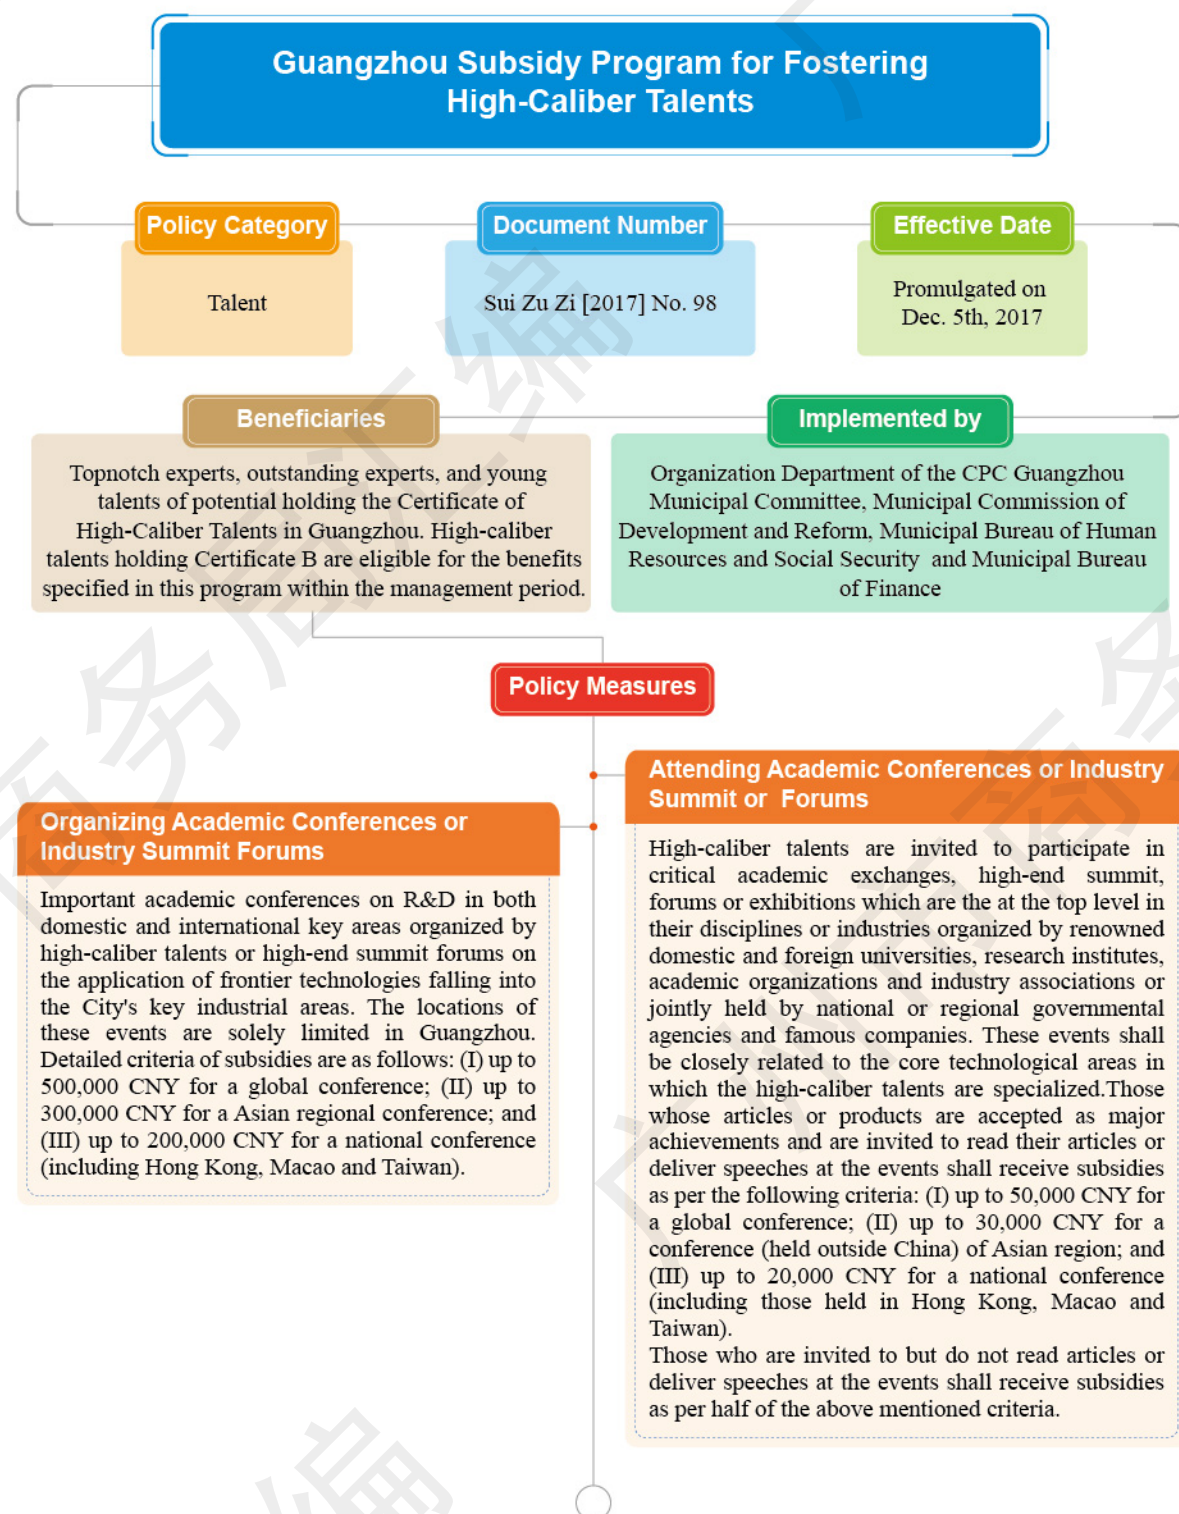 Guangzhou Subsidy Program for Fostering
High-Caliber Talents
Policy Category
Talent
Document Number
Sui Zu Zi [2017] No. 98
Effective Date
Promulgated on
Dec. 5th, 2017
Beneficiaries
Topnotch experts, outstanding experts, and young
talents of potential holding the Certificate of
High-Caliber Talents in Guangzhou. High-caliber
talents holding Certificate B are eligible for the benefits
specified in this program within the management period.
Implemented by
Organization Department of the CPC Guangzhou
Municipal Committee, Municipal Commission of
Development and Reform, Municipal Bureau of Human
Resources and Social Security and Municipal Bureau
of Finance
Policy Measures
Organizing Academic Conferences or
Industry Summit Forums
Important academic conferences on R&D in both
domestic and international key areas organized by
high-caliber talents or high-end summit forums on
the application of frontier technologies falling into
the City's key industrial areas. The locations of
these events are solely limited in Guangzhou.
Detailed criteria of subsidies are as follows: (I) up to
500,000 CNY for a global conference; (II) up to
300,000 CNY for a Asian regional conference; and
(III) up to 200,000 CNY for a national conference
(including Hong Kong, Macao and Taiwan).
Attending Academic Conferences or Industry
Summit or Forums
High-caliber talents are invited to participate in
critical academic exchanges, high-end summit,
forums or exhibitions which are the at the top level in
their disciplines or industries organized by renowned
domestic and foreign universities, research institutes,
academic organizations and industry associations or
jointly held by national or regional governmental
agencies and famous companies. These events shall
be closely related to the core technological areas in
which the high-caliber talents are specialized.Those
whose articles or products are accepted as major
achievements and are invited to read their articles or
deliver speeches at the events shall receive subsidies
as per the following criteria: (I) up to 50,000 CNY for
a global conference; (II) up to 30,000 CNY for a
conference (held outside China) of Asian region; and
(III) up to 20,000 CNY for a national conference
(including those held in Hong Kong, Macao and
Taiwan).
Those who are invited to but do not read articles or
deliver speeches at the events shall receive subsidies
as per half of the above mentioned criteria.
商务局汇编
广州市商务
编